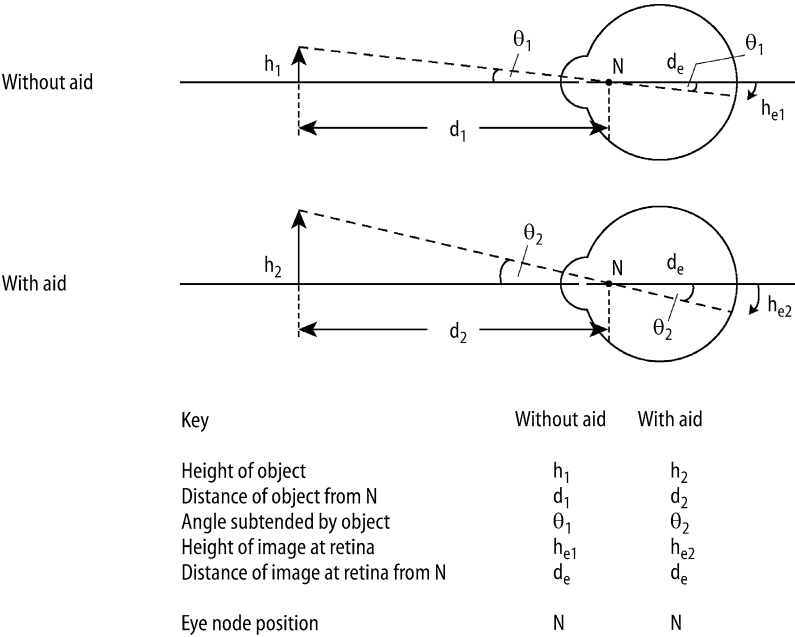 Without aid
h1
θ1
N
de
θ1
he1
d1
With aid
h2
θ2
N
de
θ2
he2
d2
Key Without aid With aid
Height of object h1 h2
Distance of object from N d1 d2
Angle subtended by object θ1 θ2
Height of image at retina he1 he2
Distance of image at retina from N de de
Eye node position N N